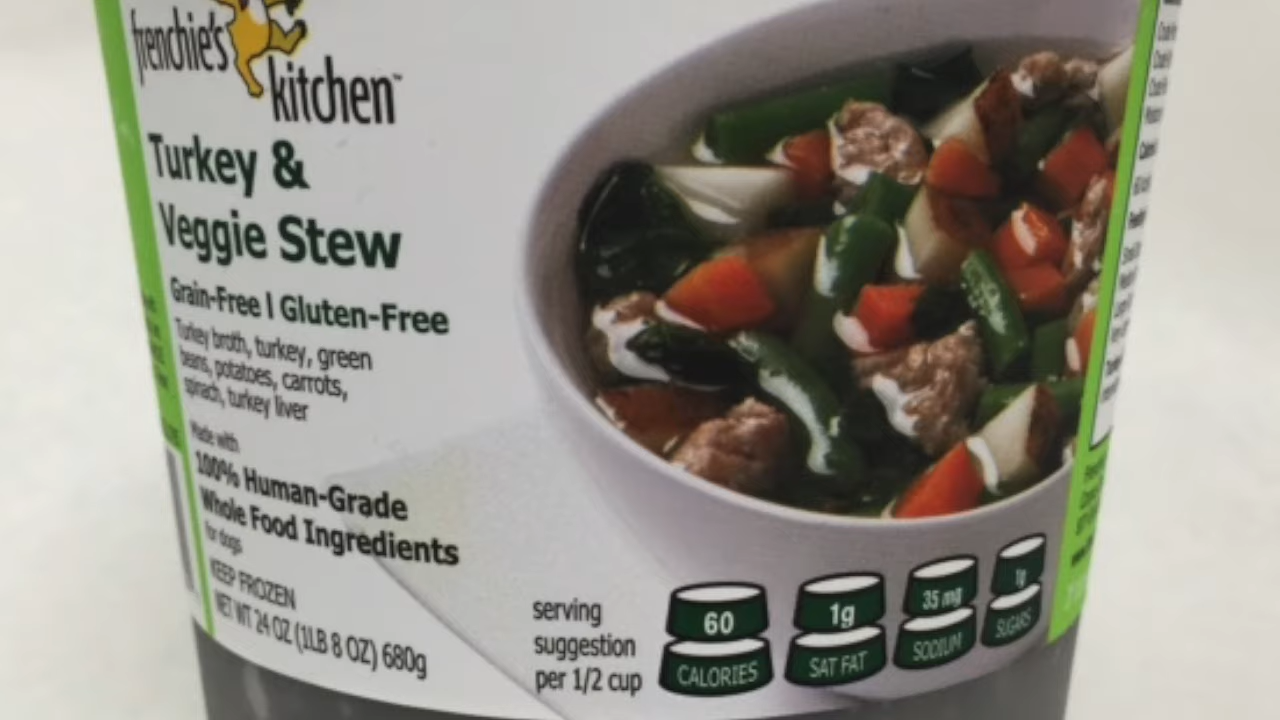 frenchie's
kitchen™
Turkey &
Veggie Stew
Grain-Free | Gluten-Free
Turkey broth, turkey, green
beans, potatoes, carrots,
spinach, turkey liver
Made with
100% Human-Grade
Whole Food Ingredients
for dogs
KEEP FROZEN
NET WT 24 OZ (1LB 8 OZ) 680g
serving
suggestion
per 1/2 cup
60
CALORIES
1g
SAT FAT
35 mg
SODIUM
1g
SUGARS